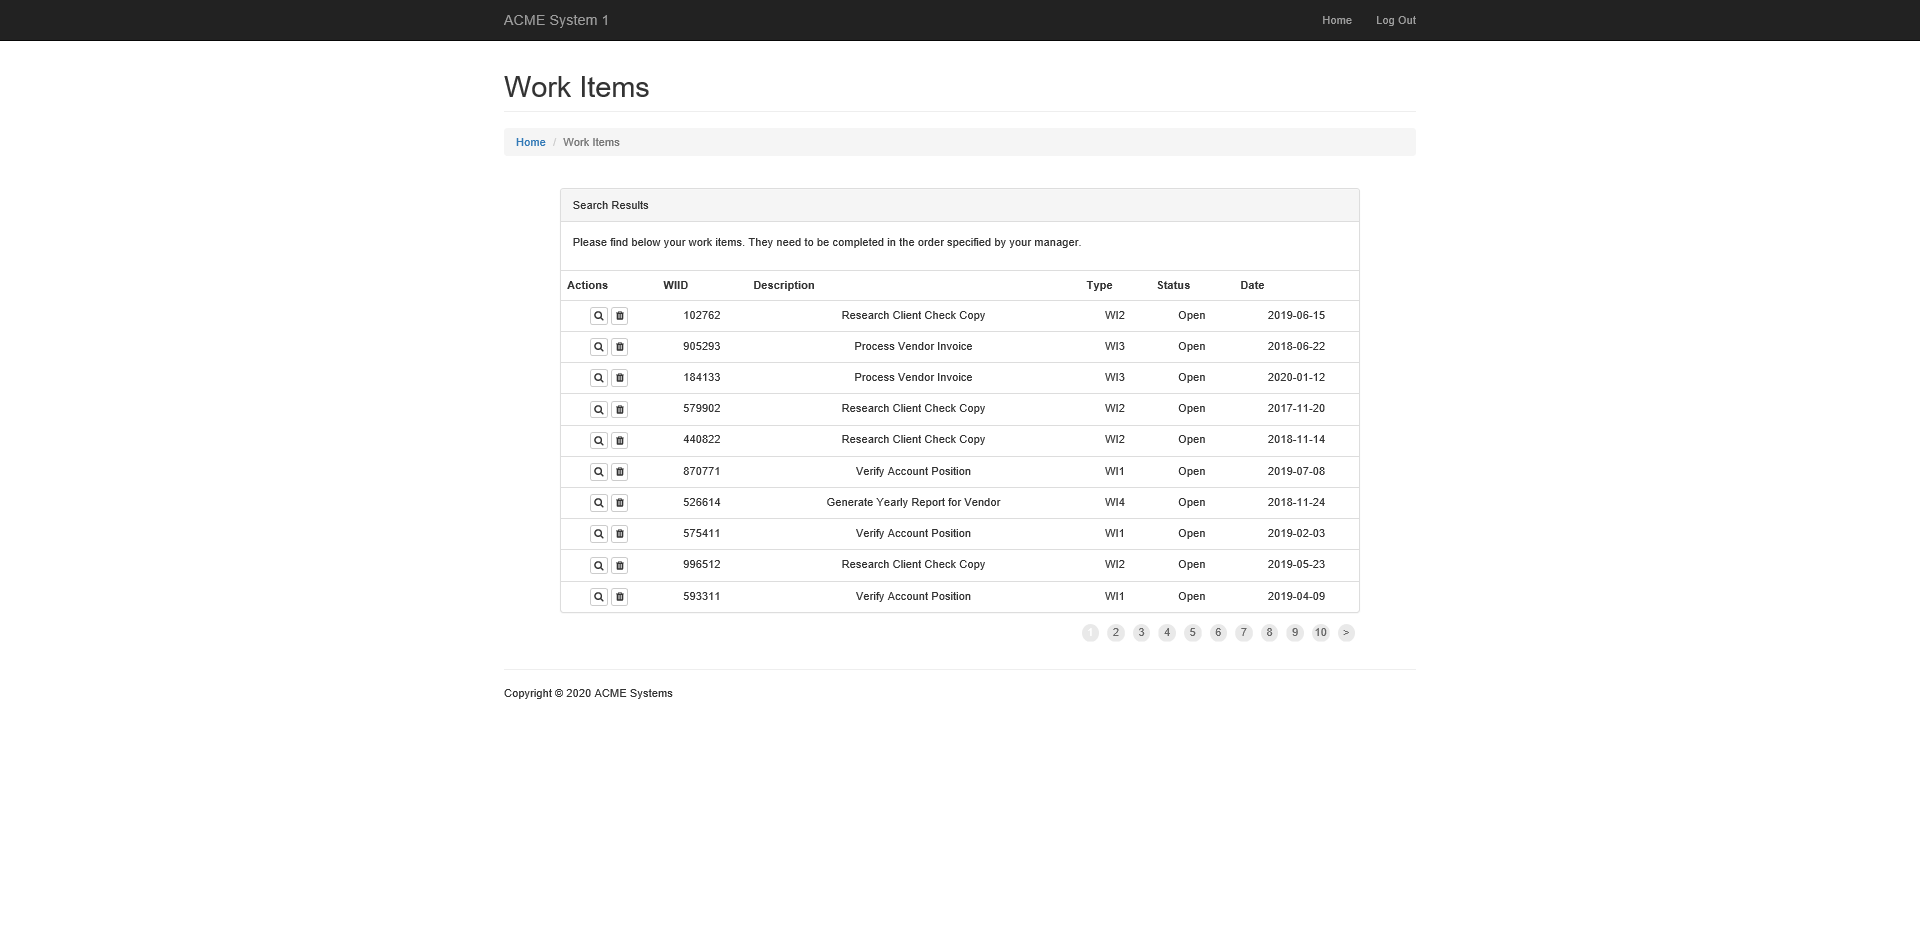 ACME System 1 Home Log Out
Work Items
Home / Work Items
Search Results
Please find below your work items. They need to be completed in the order specified by your manager.
Actions WIID Description Type Status Date
102762 Research Client Check Copy WI2 Open 2019-06-15
905293 Process Vendor Invoice WI3 Open 2018-06-22
184133 Process Vendor Invoice WI3 Open 2020-01-12
579902 Research Client Check Copy WI2 Open 2017-11-20
440822 Research Client Check Copy WI2 Open 2018-11-14
870771 Verify Account Position WI1 Open 2019-07-08
526614 Generate Yearly Report for Vendor WI4 Open 2018-11-24
575411 Verify Account Position WI1 Open 2019-02-03
996512 Research Client Check Copy WI2 Open 2019-05-23
593311 Verify Account Position WI1 Open 2019-04-09
1 2 3 4 5 6 7 8 9 10 >
Copyright © 2020 ACME Systems